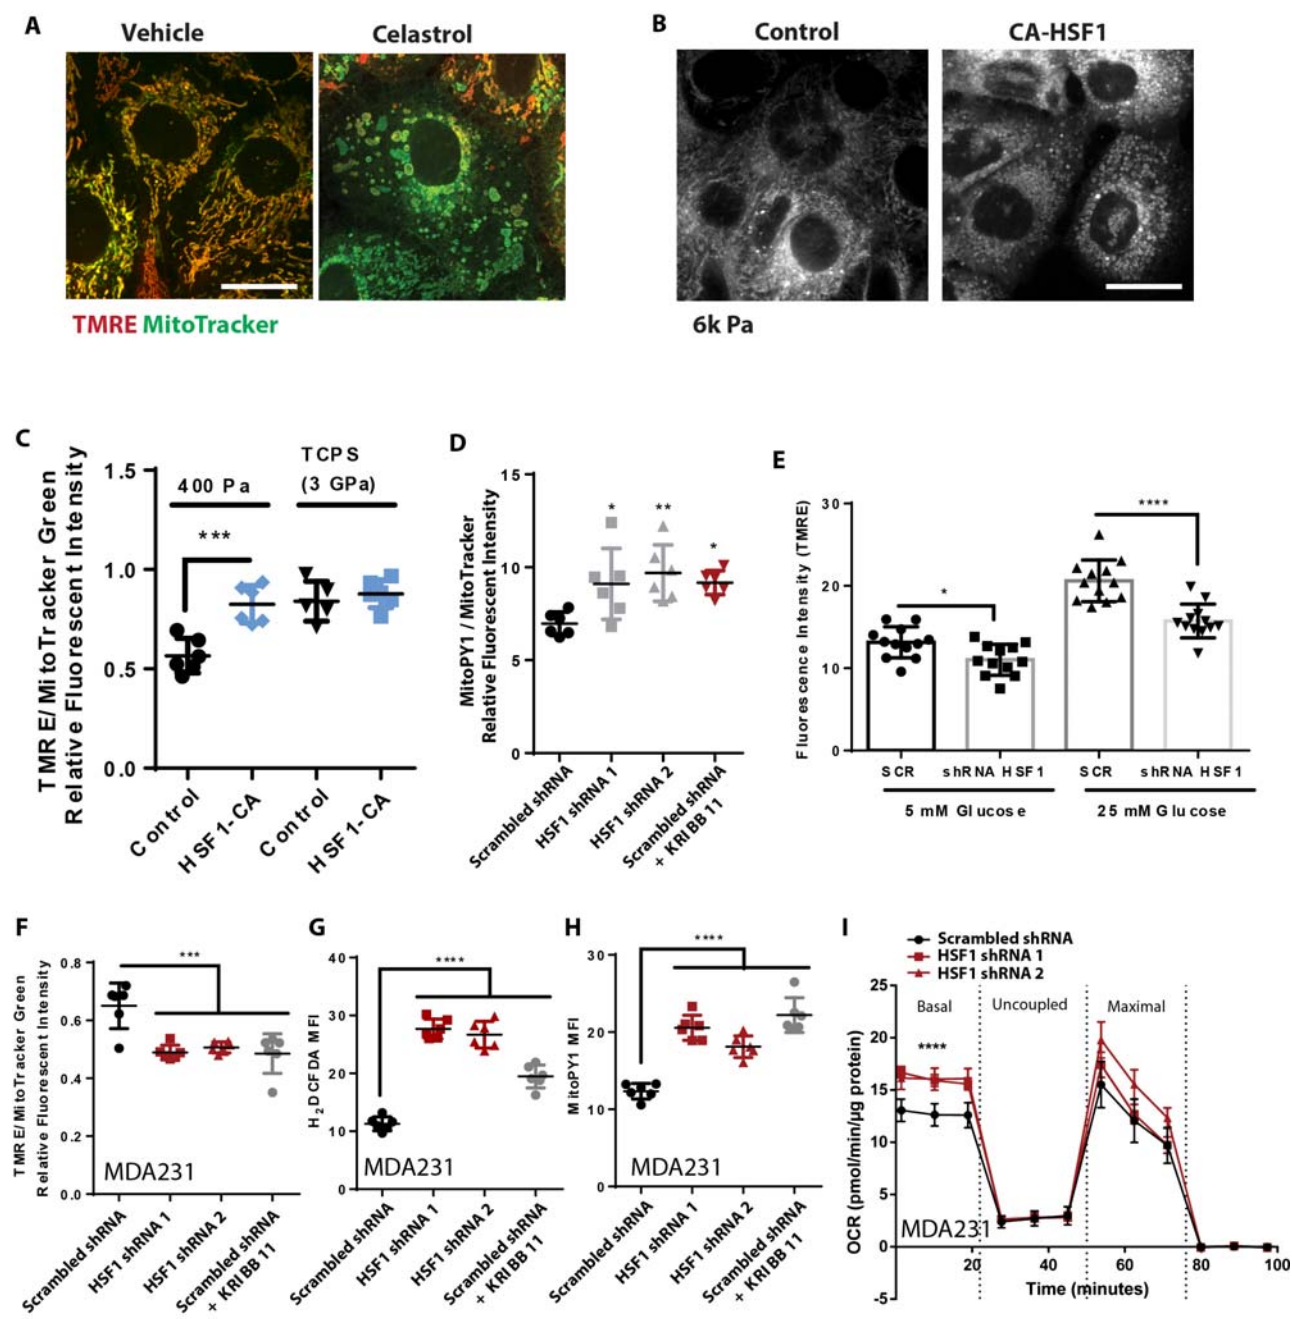 A
Vehicle
Celastrol
TMRE MitoTracker
B
Control
CA-HSF1
6k Pa
C
TMRE/MitoTracker Green
Relative Fluorescent Intensity
1.5
1.0
0.5
0.0
400 Pa
TCPS
(3 GPa)
***
Control
HSF1-CA
Control
HSF1-CA
D
MitoPY1 / MitoTracker
Relative Fluorescent Intensity
15
10
5
0
*
**
*
Scrambled shRNA
HSF1 shRNA 1
HSF1 shRNA 2
Scrambled shRNA
+ KRIBB 11
E
Fluorescence Intensity (TMRE)
30
20
10
0
*
****
SCR
shRNA HSF1
SCR
shRNA HSF1
5 mM Glucose
25 mM Glucose
F
TMRE/MitoTracker Green
Relative Fluorescent Intensity
0.8
0.6
0.4
0.2
0.0
***
MDA231
Scrambled shRNA
HSF1 shRNA 1
HSF1 shRNA 2
Scrambled shRNA
+ KRIBB 11
G
H₂DCFDA MFI
40
30
20
10
0
****
MDA231
Scrambled shRNA
HSF1 shRNA 1
HSF1 shRNA 2
Scrambled shRNA
+ KRIBB 11
H
MitoPY1 MFI
30
20
10
0
****
MDA231
Scrambled shRNA
HSF1 shRNA 1
HSF1 shRNA 2
Scrambled shRNA
+ KRIBB 11
I
Scrambled shRNA
HSF1 shRNA 1
HSF1 shRNA 2
OCR (pmol/min/µg protein)
25
20
15
10
5
0
-5
Basal
Uncoupled
Maximal
****
MDA231
20
40
60
80
100
Time (minutes)